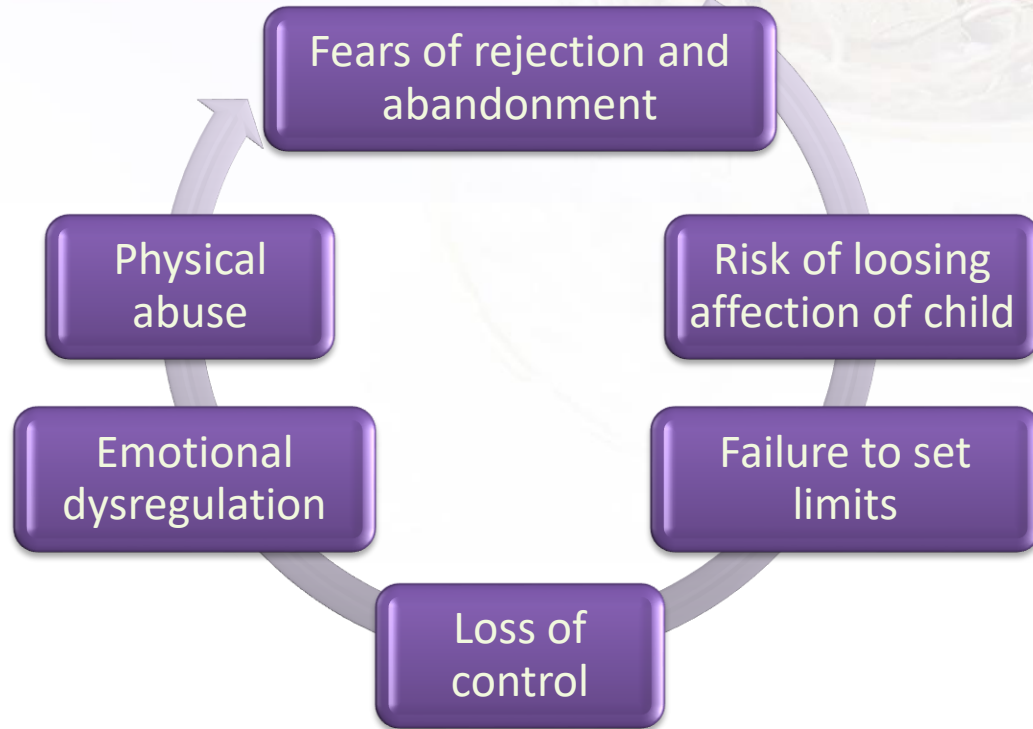 Fears of rejection and
abandonment
Risk of loosing
affection of child
Failure to set
limits
Loss of
control
Emotional
dysregulation
Physical
abuse